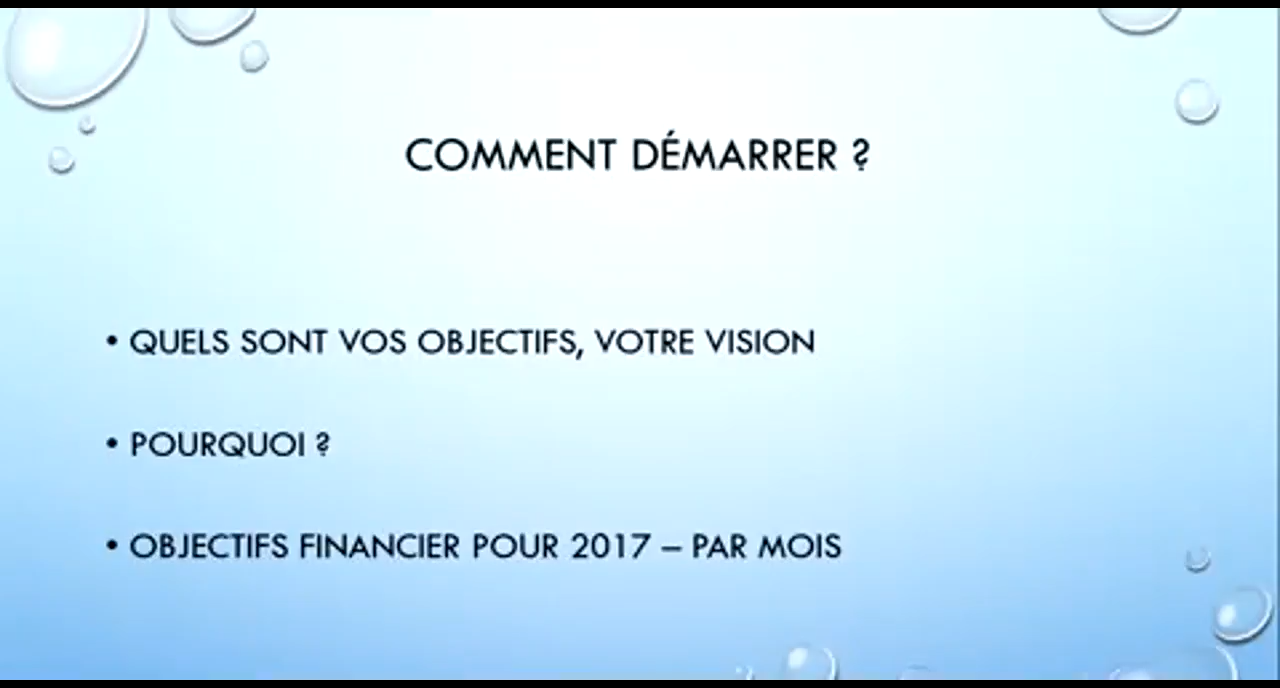 COMMENT DÉMARRER ?
• QUELS SONT VOS OBJECTIFS, VOTRE VISION
• POURQUOI ?
• OBJECTIFS FINANCIER POUR 2017 – PAR MOIS